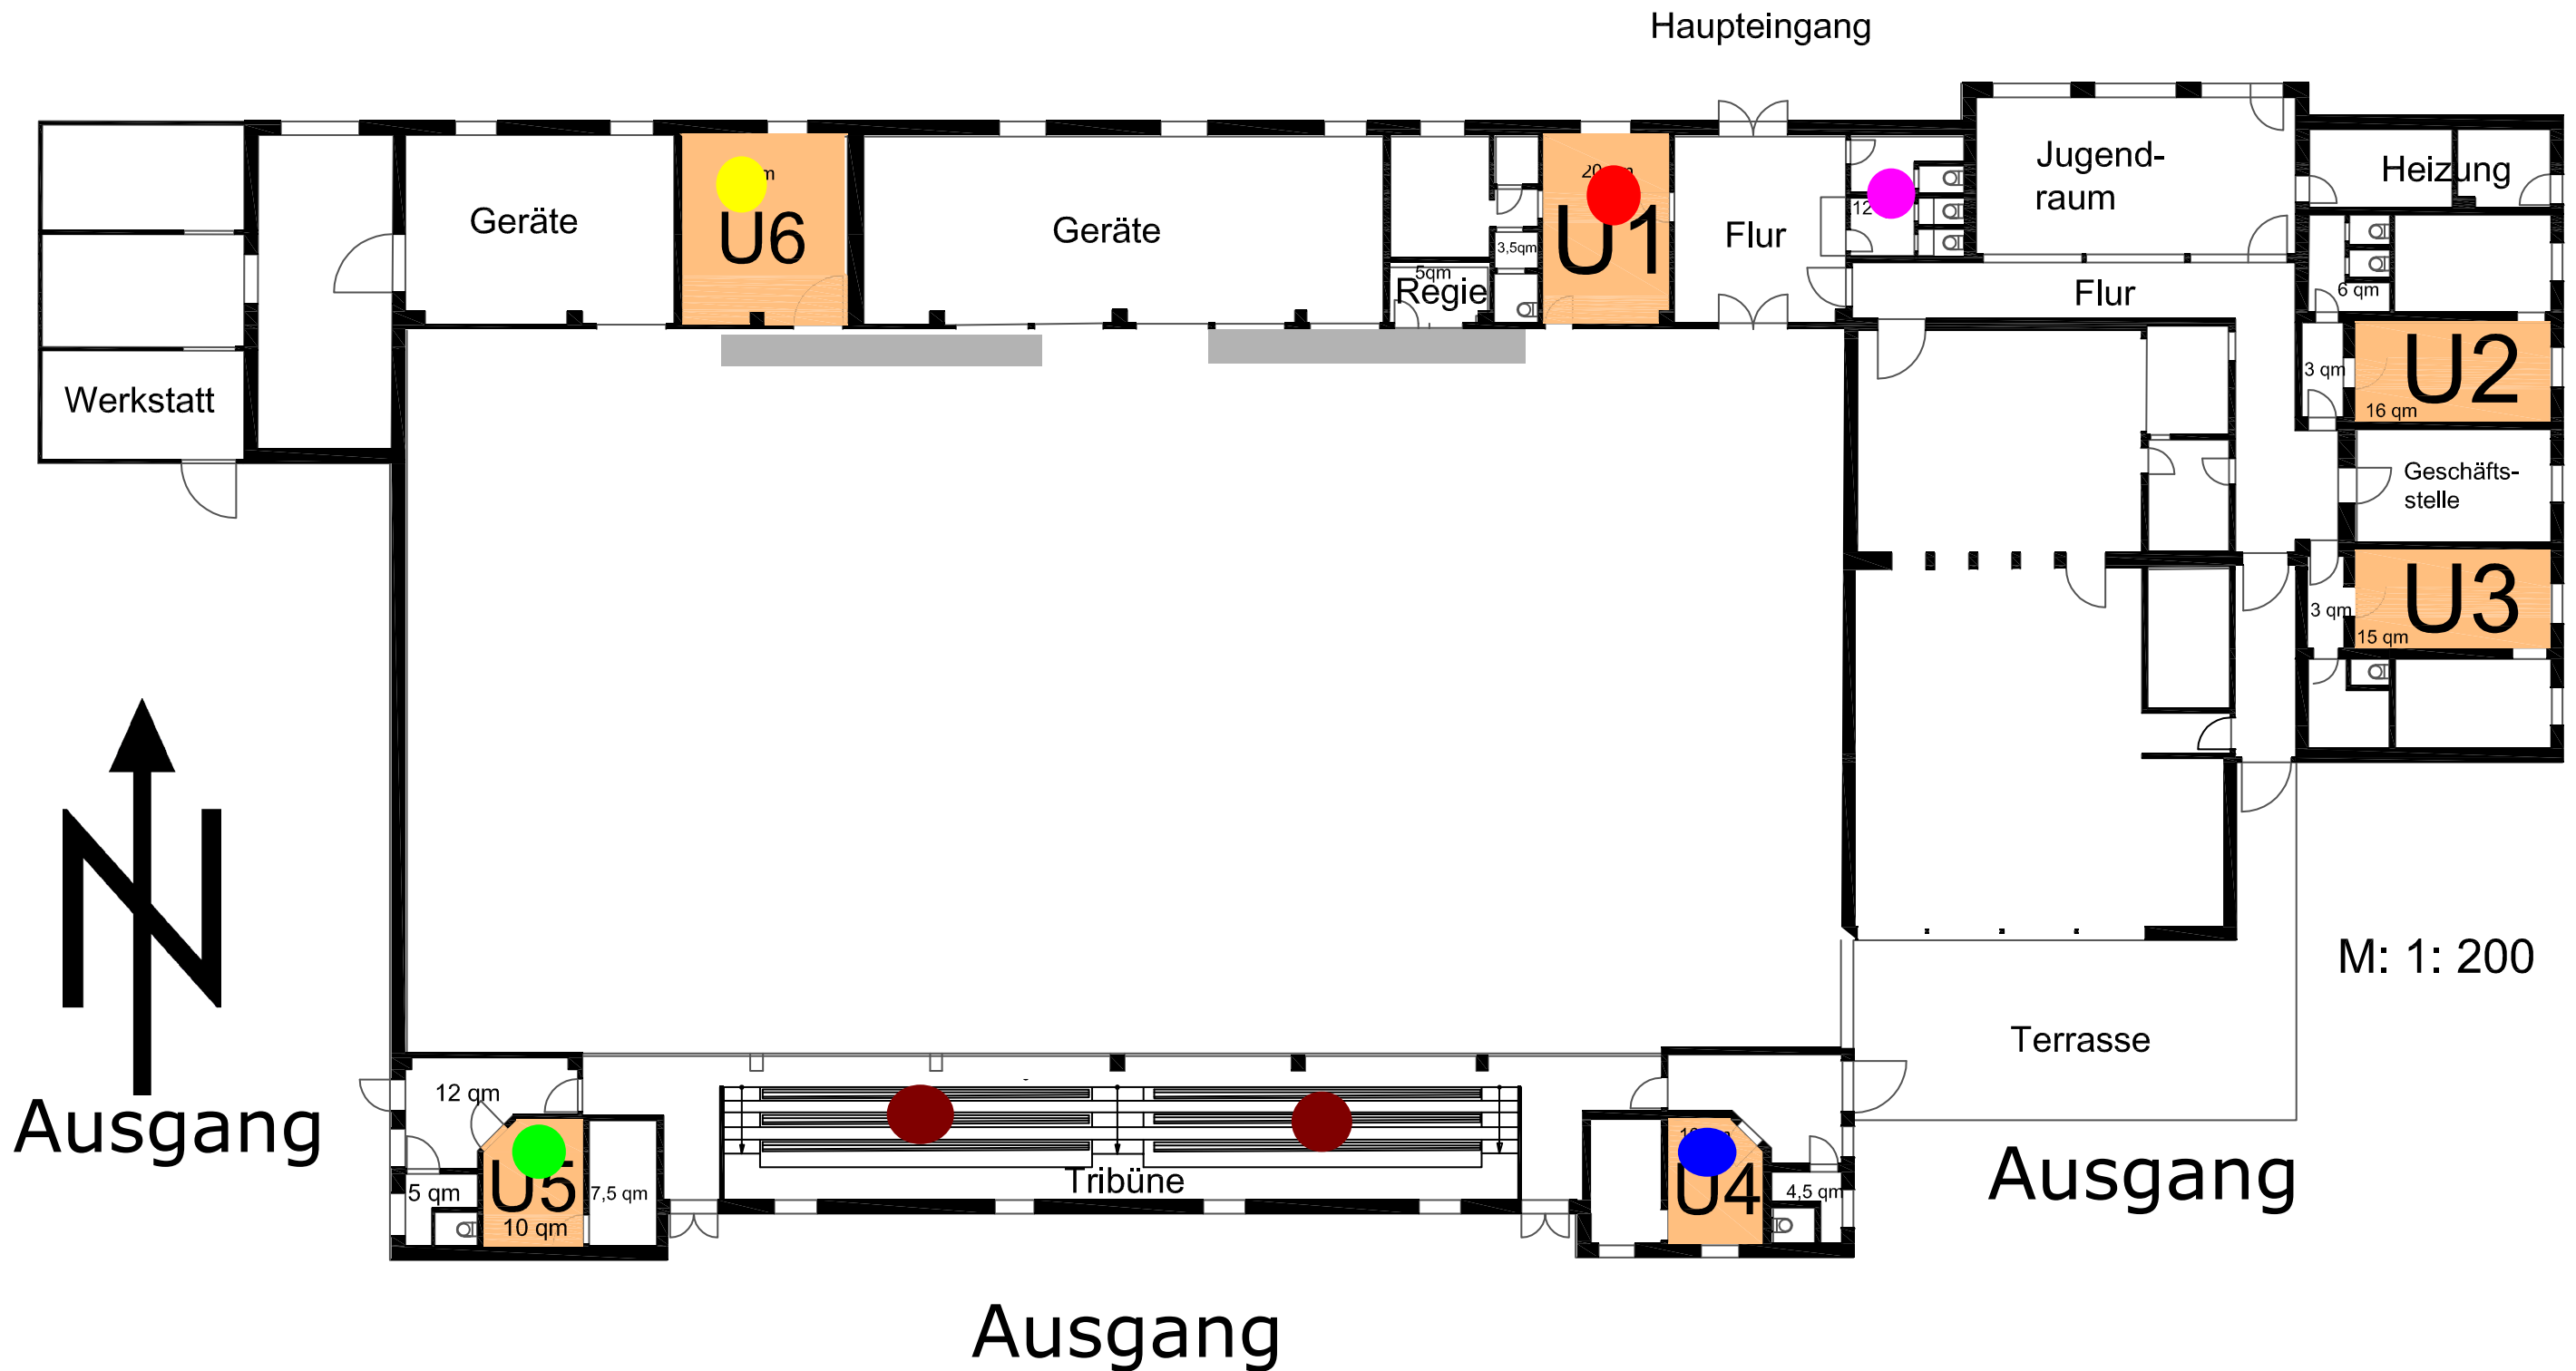 Haupteingang
Jugend-
raum
Heizung
Geräte
U6
Geräte
U1
Flur
12
3,5qm
5qm
Regie
Flur
6 qm
U2
3 qm
16 qm
Werkstatt
Geschäfts-
stelle
U3
3 qm
15 qm
N
M: 1: 200
Terrasse
12 qm
Ausgang
U5
5 qm
7,5 qm
10 qm
Tribüne
U4
4,5 qm
Ausgang
Ausgang